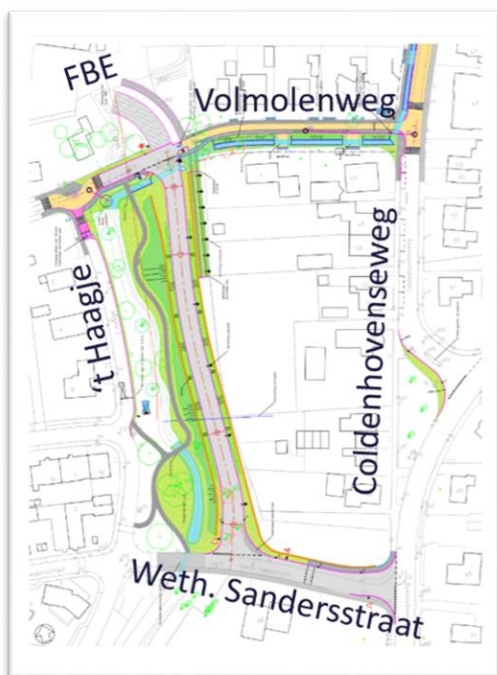 FBE
Volmolenweg
't Haagje
Coldenhovenseweg
Weth. Sandersstraat